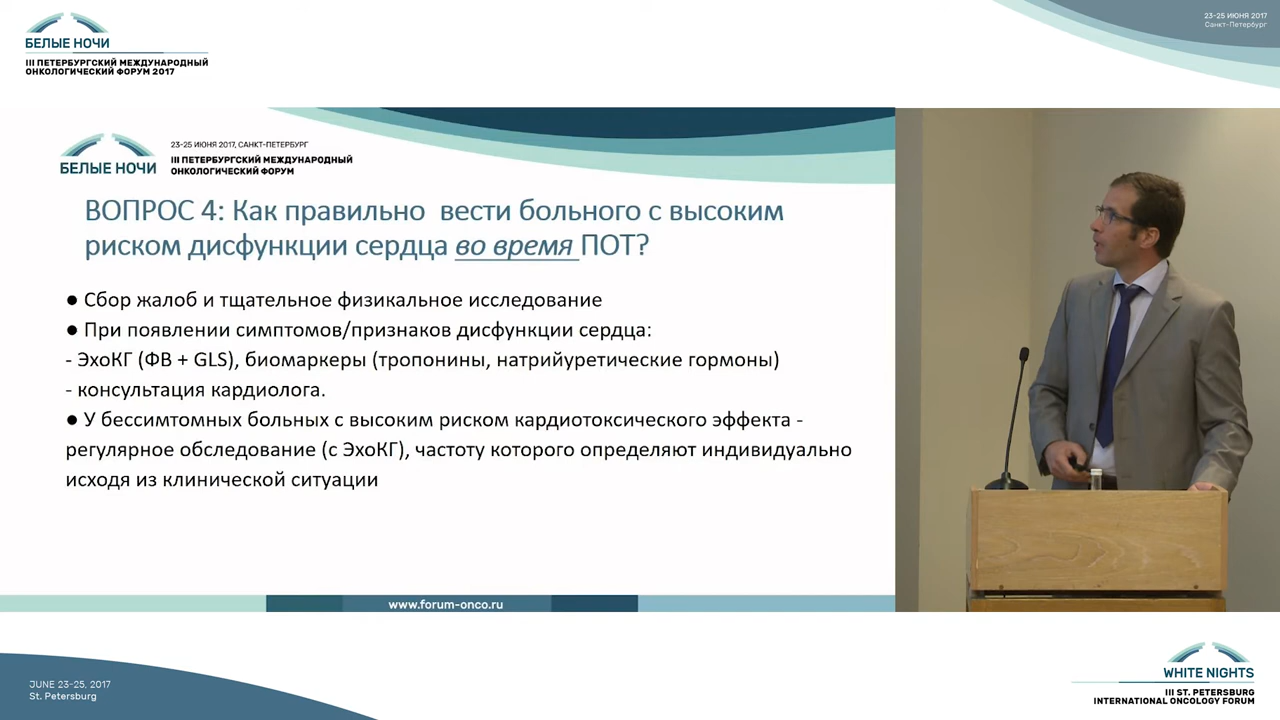 БЕЛЫЕ НОЧИ
III ПЕТЕРБУРГСКИЙ МЕЖДУНАРОДНЫЙ
ОНКОЛОГИЧЕСКИЙ ФОРУМ 2017
23-25 ИЮНЯ 2017
Санкт-Петербург
БЕЛЫЕ НОЧИ
23-25 ИЮНЯ 2017, САНКТ-ПЕТЕРБУРГ
III ПЕТЕРБУРГСКИЙ МЕЖДУНАРОДНЫЙ
ОНКОЛОГИЧЕСКИЙ ФОРУМ
ВОПРОС 4: Как правильно вести больного с высоким
риском дисфункции сердца во время ПОТ?
● Сбор жалоб и тщательное физикальное исследование
● При появлении симптомов/признаков дисфункции сердца:
- ЭхоКГ (ФВ + GLS), биомаркеры (тропонины, натрийуретические гормоны)
- консультация кардиолога.
● У бессимтомных больных с высоким риском кардиотоксического эффекта -
регулярное обследование (с ЭхоКГ), частоту которого определяют индивидуально
исходя из клинической ситуации
www.forum-onco.ru
JUNE 23-25, 2017
St. Petersburg
WHITE NIGHTS
III ST. PETERSBURG
INTERNATIONAL ONCOLOGY FORUM